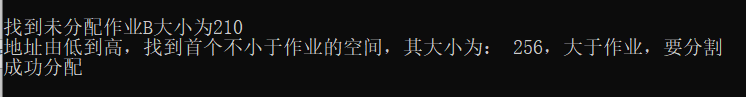 找到未分配作业B大小为210
地址由低到高，找到首个不小于作业的空间，其大小为： 256，大于作业，要分割
成功分配